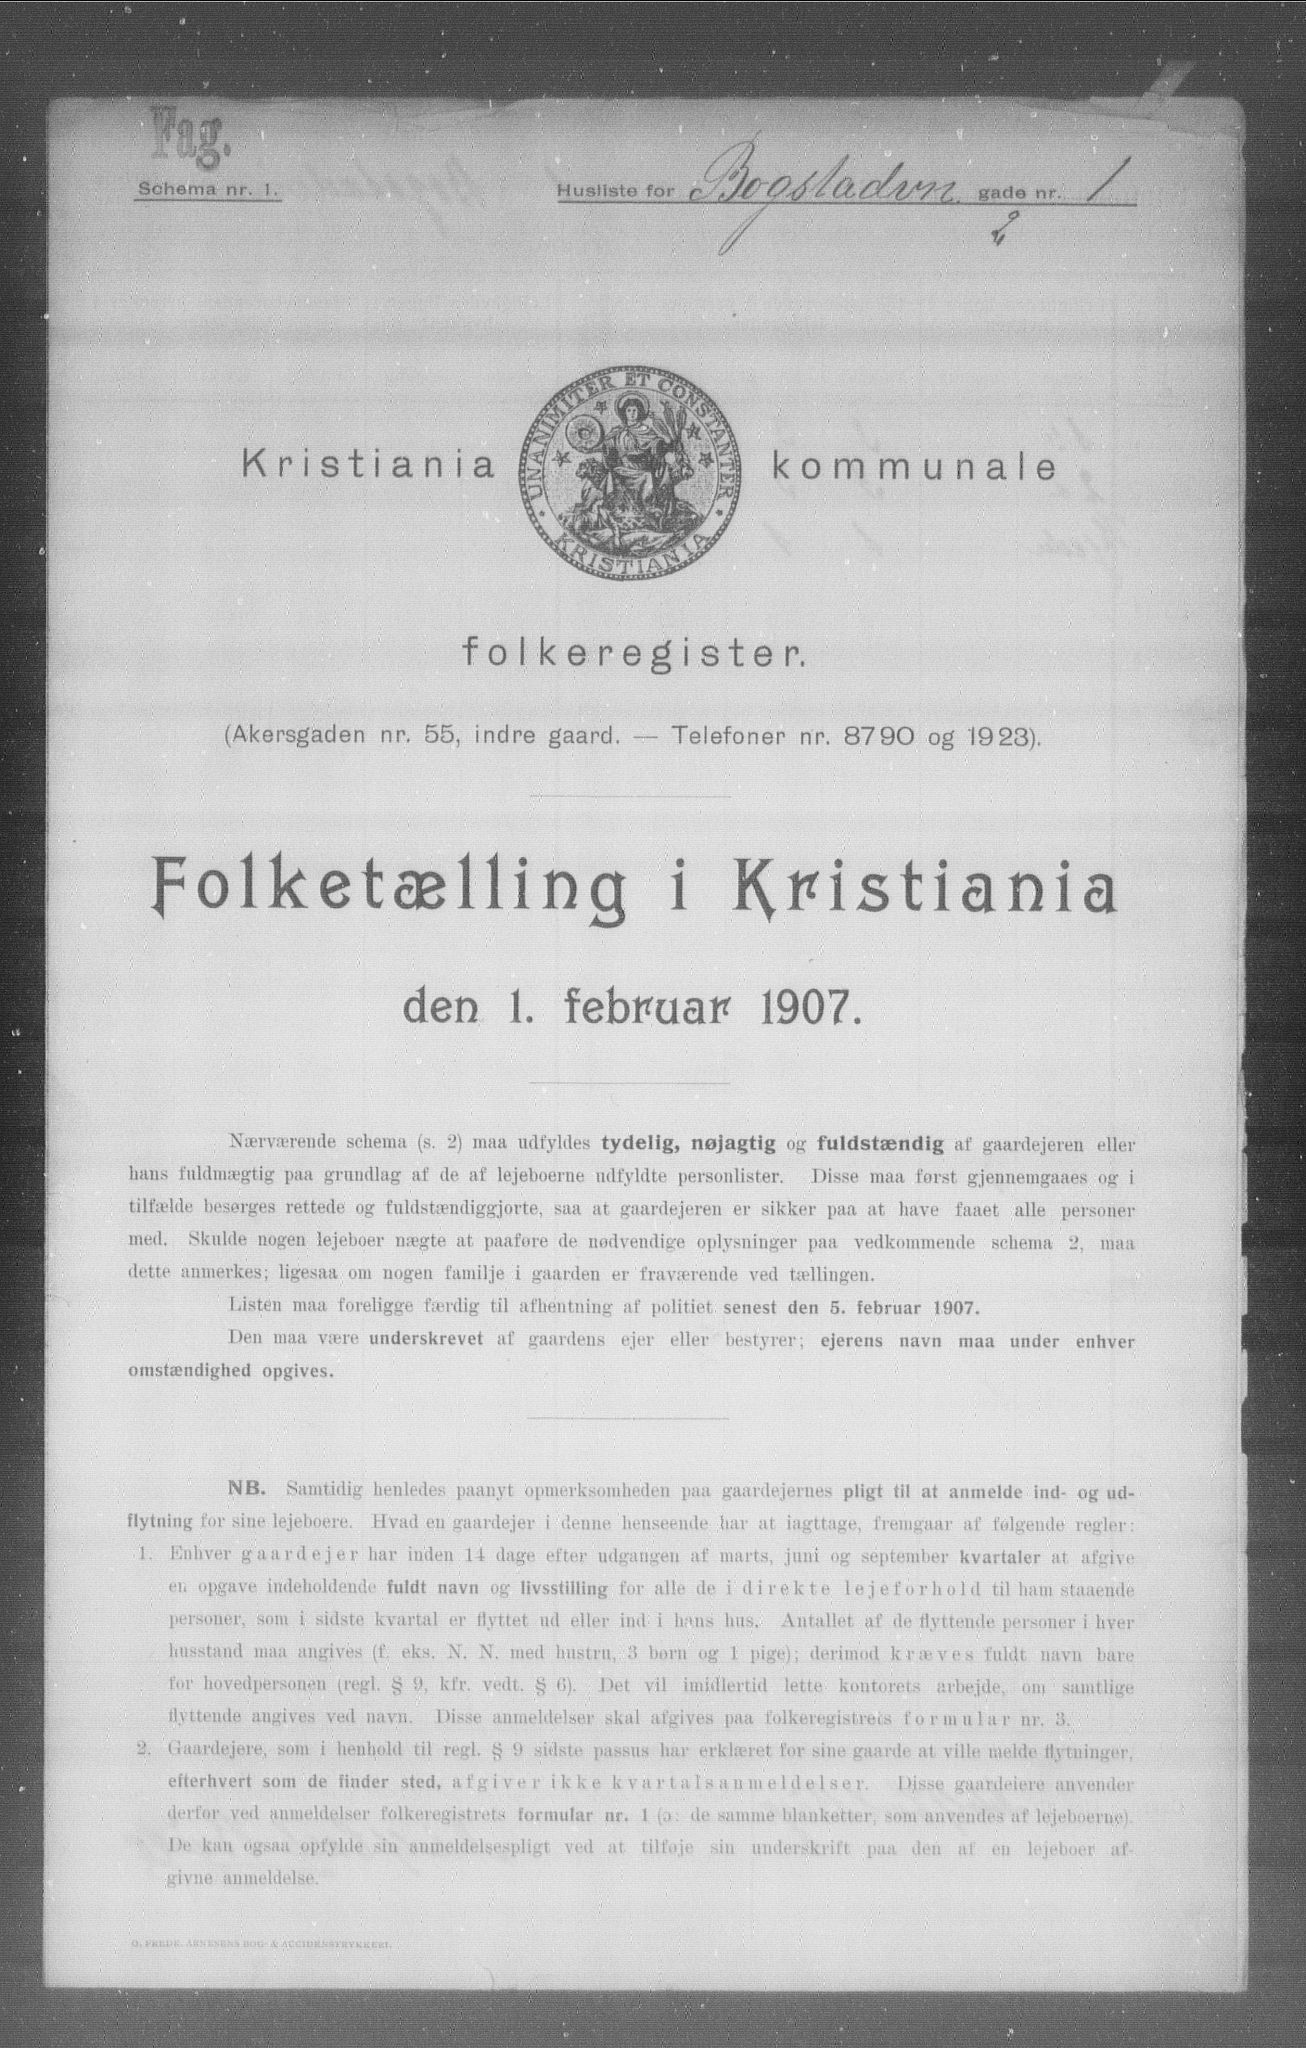 Fag.
Schema nr. 1.
Husliste for Bogstadvn. gade nr. 1
2
Kristiania kommunale
UNANIMITER ET CONSTANTER
KRISTIANIA
folkeregister.
(Akersgaden nr. 55, indre gaard. — Telefoner nr. 8790 og 1923).
Folketælling i Kristiania
den 1. februar 1907.
Nærværende schema (s. 2) maa udfyldes tydelig, nøjagtig og fuldstændig af gaardejeren eller
hans fuldmægtig paa grundlag af de af lejeboerne udfyldte personlister. Disse maa først gjennemgaaes og i
tilfælde besørges rettede og fuldstændiggjorte, saa at gaardejeren er sikker paa at have faaet alle personer
med. Skulde nogen lejeboer nægte at paaføre de nødvendige oplysninger paa vedkommende schema 2, maa
dette anmerkes; ligesaa om nogen familje i gaarden er fraværende ved tællingen.
Listen maa foreligge færdig til afhentning af politiet senest den 5. februar 1907.
Den maa være underskrevet af gaardens ejer eller bestyrer; ejerens navn maa under enhver
omstændighed opgives.
NB. Samtidig henledes paanyt opmerksomheden paa gaardejernes pligt til at anmelde ind- og ud-
flytning for sine lejeboere. Hvad en gaardejer i denne henseende har at iagttage, fremgaar af følgende regler:
1. Enhver gaardejer har inden 14 dage efter udgangen af marts, juni og september kvartaler at afgive
en opgave indeholdende fuldt navn og livsstilling for alle de i direkte lejeforhold til ham staaende
personer, som i sidste kvartal er flyttet ud eller ind i hans hus. Antallet af de flyttende personer i hver
husstand maa angives (f. eks. N. N. med hustru, 3 børn og 1 pige); derimod kræves fuldt navn bare
for hovedpersonen (regl. § 9, kfr. vedt. § 6). Det vil imidlertid lette kontorets arbejde, om samtlige
flyttende angives ved navn. Disse anmeldelser skal afgives paa folkeregistrets formular nr. 3.
2. Gaardejere, som i henhold til regl. § 9 sidste passus har erklæret for sine gaarde at ville melde flytninger,
efterhvert som de finder sted, afgiver ikke kvartalsanmeldelser. Disse gaardeiere anvender
derfor ved anmeldelser folkeregistrets formular nr. 1 (ɔ: de samme blanketter, som anvendes af lejeboerne).
De kan ogsaa opfylde sin anmeldelsespligt ved at tilføje sin underskrift paa den af en lejeboer af-
givne anmeldelse.
O. FREDR. ARNESENS BOG- & ACCIDENSTRYKKERI.